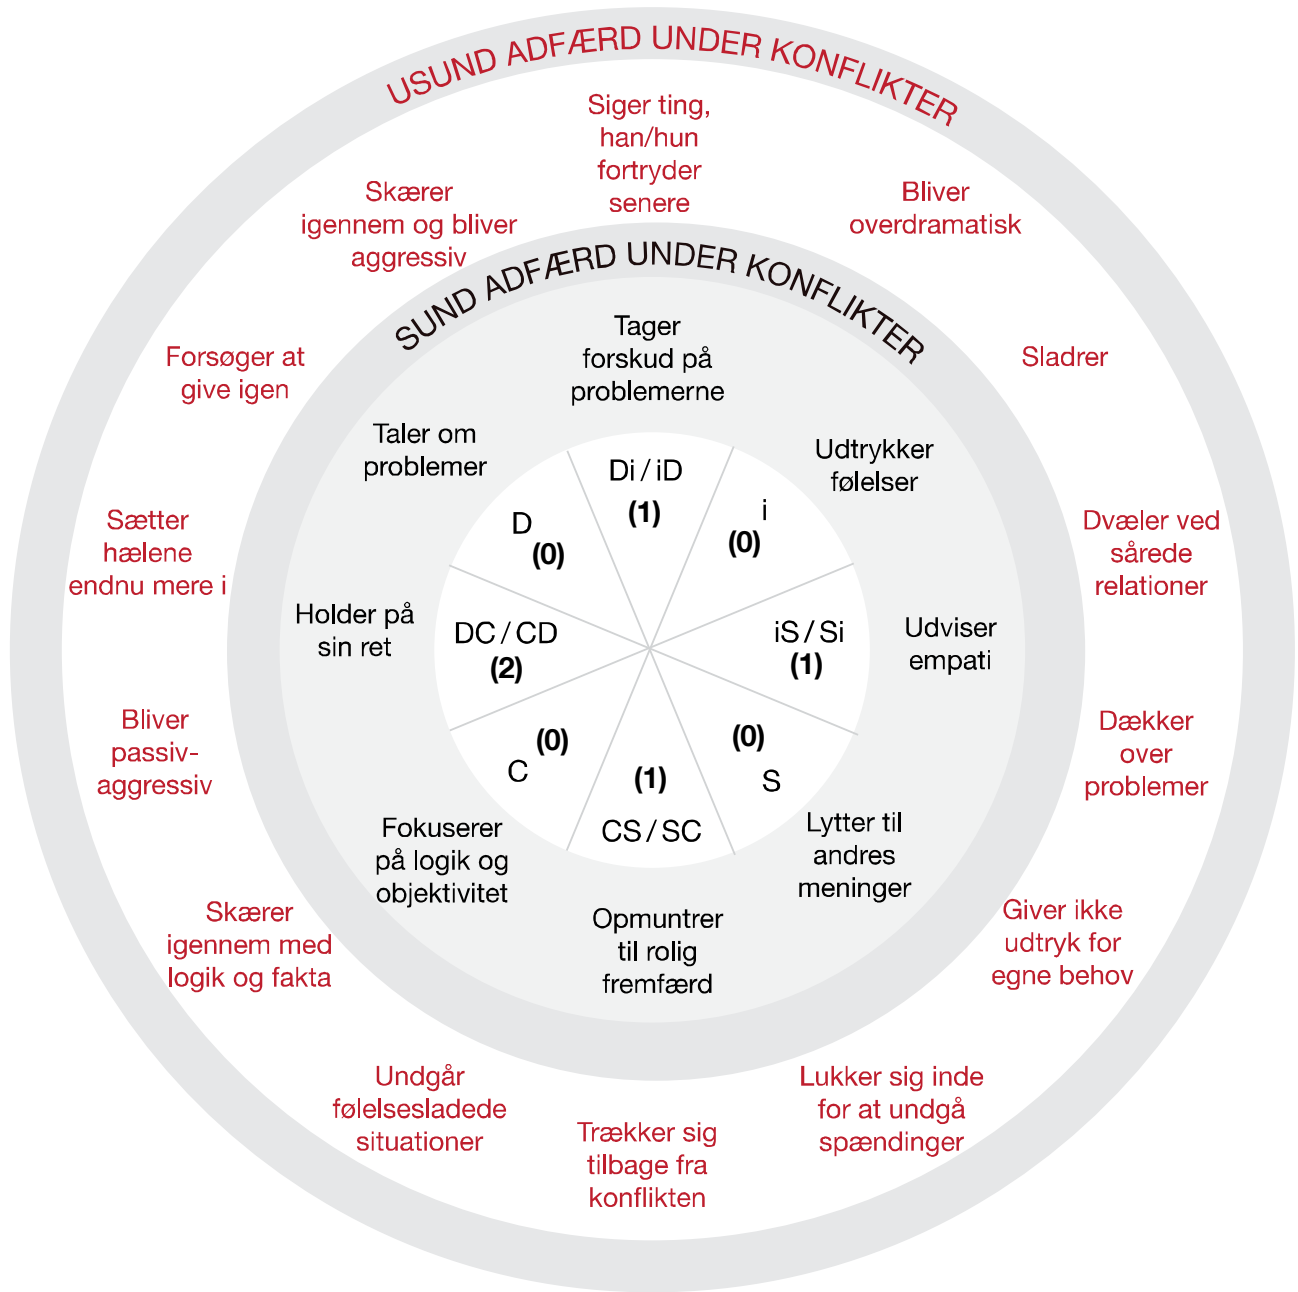 USUND ADFÆRD UNDER KONFLIKTER
Siger ting,
han/hun
fortryder
senere
Bliver
overdramatisk
Sladrer
Dvæler ved
sårede
relationer
Dækker
over
problemer
Giver ikke
udtryk for
egne behov
Lukker sig inde
for at undgå
spændinger
Trækker sig
tilbage fra
konflikten
Undgår
følelsesladede
situationer
Skærer
igennem med
logik og fakta
Bliver
passiv-
aggressiv
Sætter
hælene
endnu mere i
Forsøger at
give igen
Skærer
igennem og bliver
aggressiv
SUND ADFÆRD UNDER KONFLIKTER
Tager
forskud på
problemerne
Udtrykker
følelser
Udviser
empati
Lytter til
andres
meninger
Opmuntrer
til rolig
fremfærd
Fokuserer
på logik og
objektivitet
Holder på
sin ret
Taler om
problemer
Di / iD
(1)
i
(0)
iS / Si
(1)
(0)
S
(1)
CS / SC
(0)
C
DC / CD
(2)
D
(0)